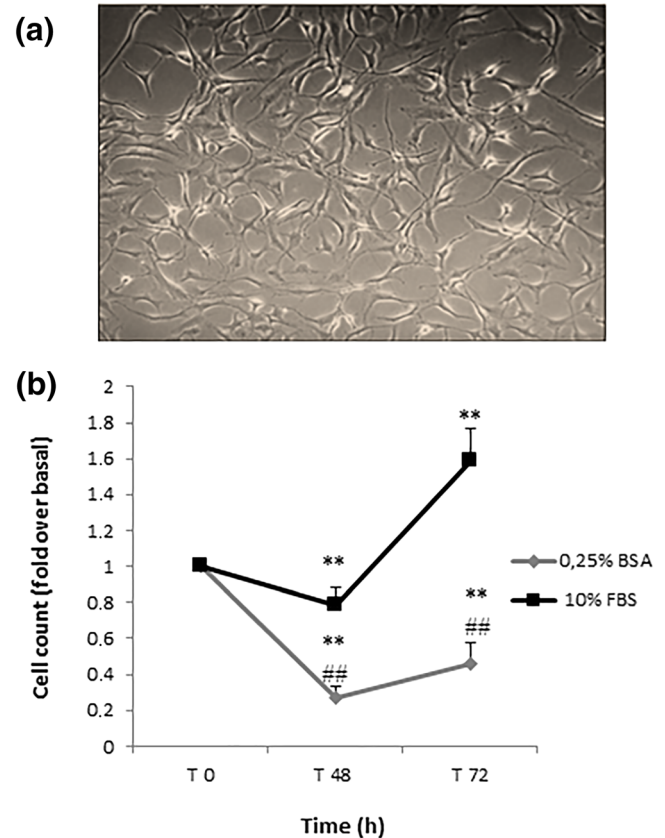 (a)
(b)
2
1.8
1.6
1.4
1.2
1
0.8
0.6
0.4
0.2
0
Cell count (fold over basal)
**
**
**
##
**
##
0,25% BSA
10% FBS
T 0
T 48
T 72
Time (h)